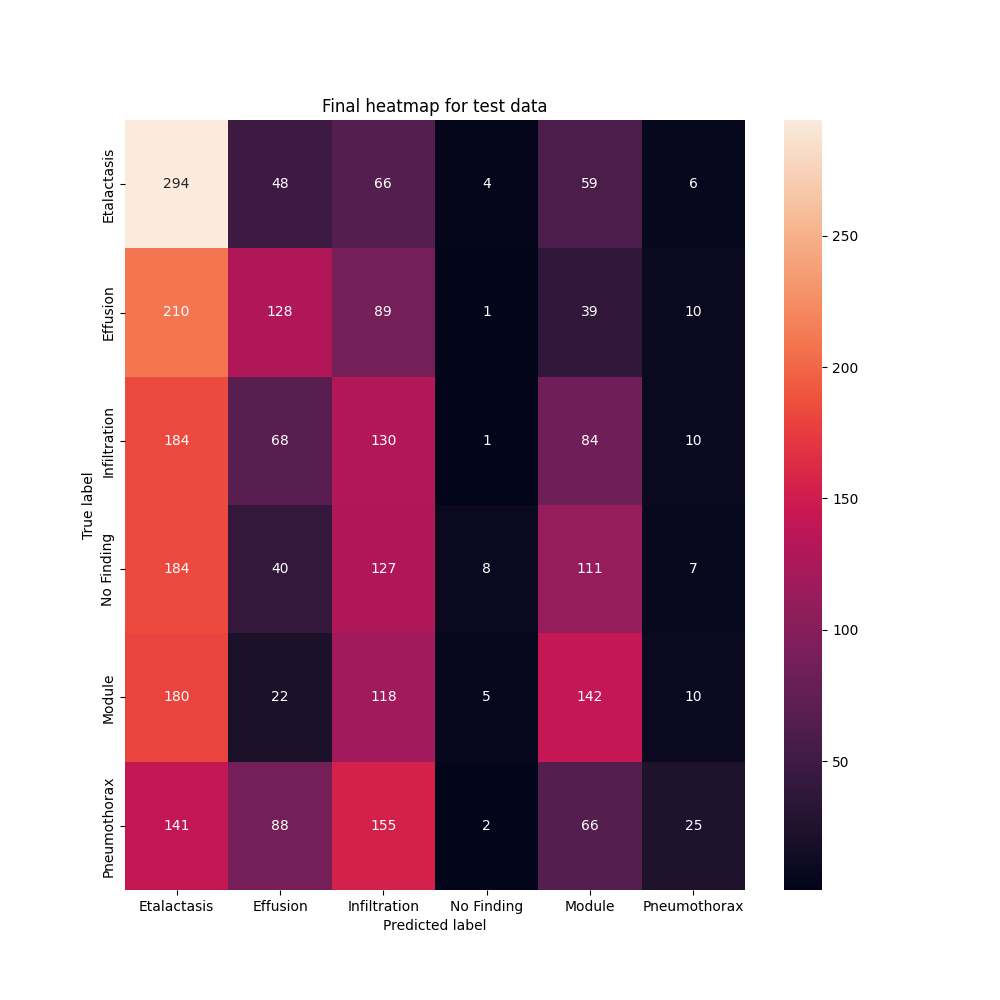 Final heatmap for test data
True label
Etalactasis 294 48 66 4 59 6
Effusion 210 128 89 1 39 10
Infiltration 184 68 130 1 84 10
No Finding 184 40 127 8 111 7
Module 180 22 118 5 142 10
Pneumothorax 141 88 155 2 66 25
Etalactasis Effusion Infiltration No Finding Module Pneumothorax
Predicted label
250
200
150
100
50